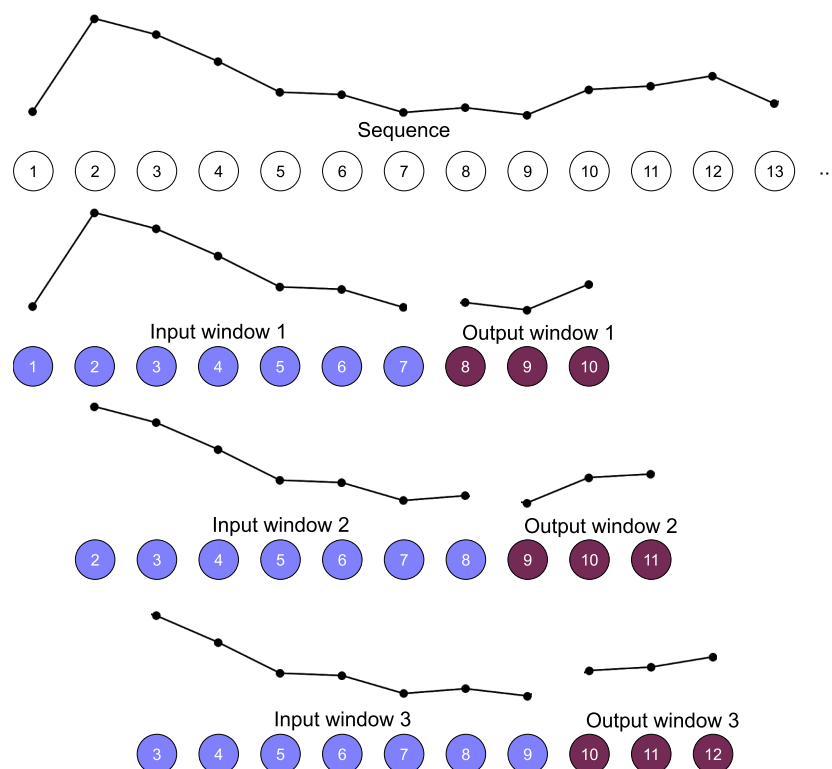 Sequence
1 2 3 4 5 6 7 8 9 10 11 12 13 ..
Input window 1 Output window 1
1 2 3 4 5 6 7 8 9 10
Input window 2 Output window 2
2 3 4 5 6 7 8 9 10 11
Input window 3 Output window 3
3 4 5 6 7 8 9 10 11 12